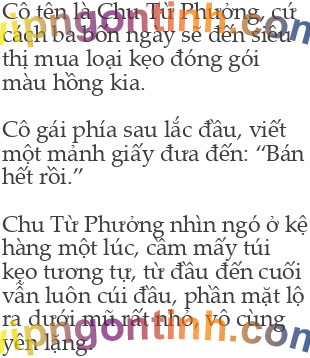 Cô tên là Chu Từ Phưởng, cứ
cách ba bốn ngày sẽ đến siêu
thị mua loại kẹo đóng gói
màu hồng kia.
Cô gái phía sau lắc đầu, viết
một mảnh giấy đưa đến: “Bán
hết rồi.”
Chu Từ Phưởng nhìn ngó ở kệ
hàng một lúc, cầm mấy túi
kẹo tương tự, từ đầu đến cuối
vẫn luôn cúi đầu, phần mặt lộ
ra dưới mũ rất nhỏ, vô cùng
yên lặng.
vipngontinh.com
vipngontinh.com